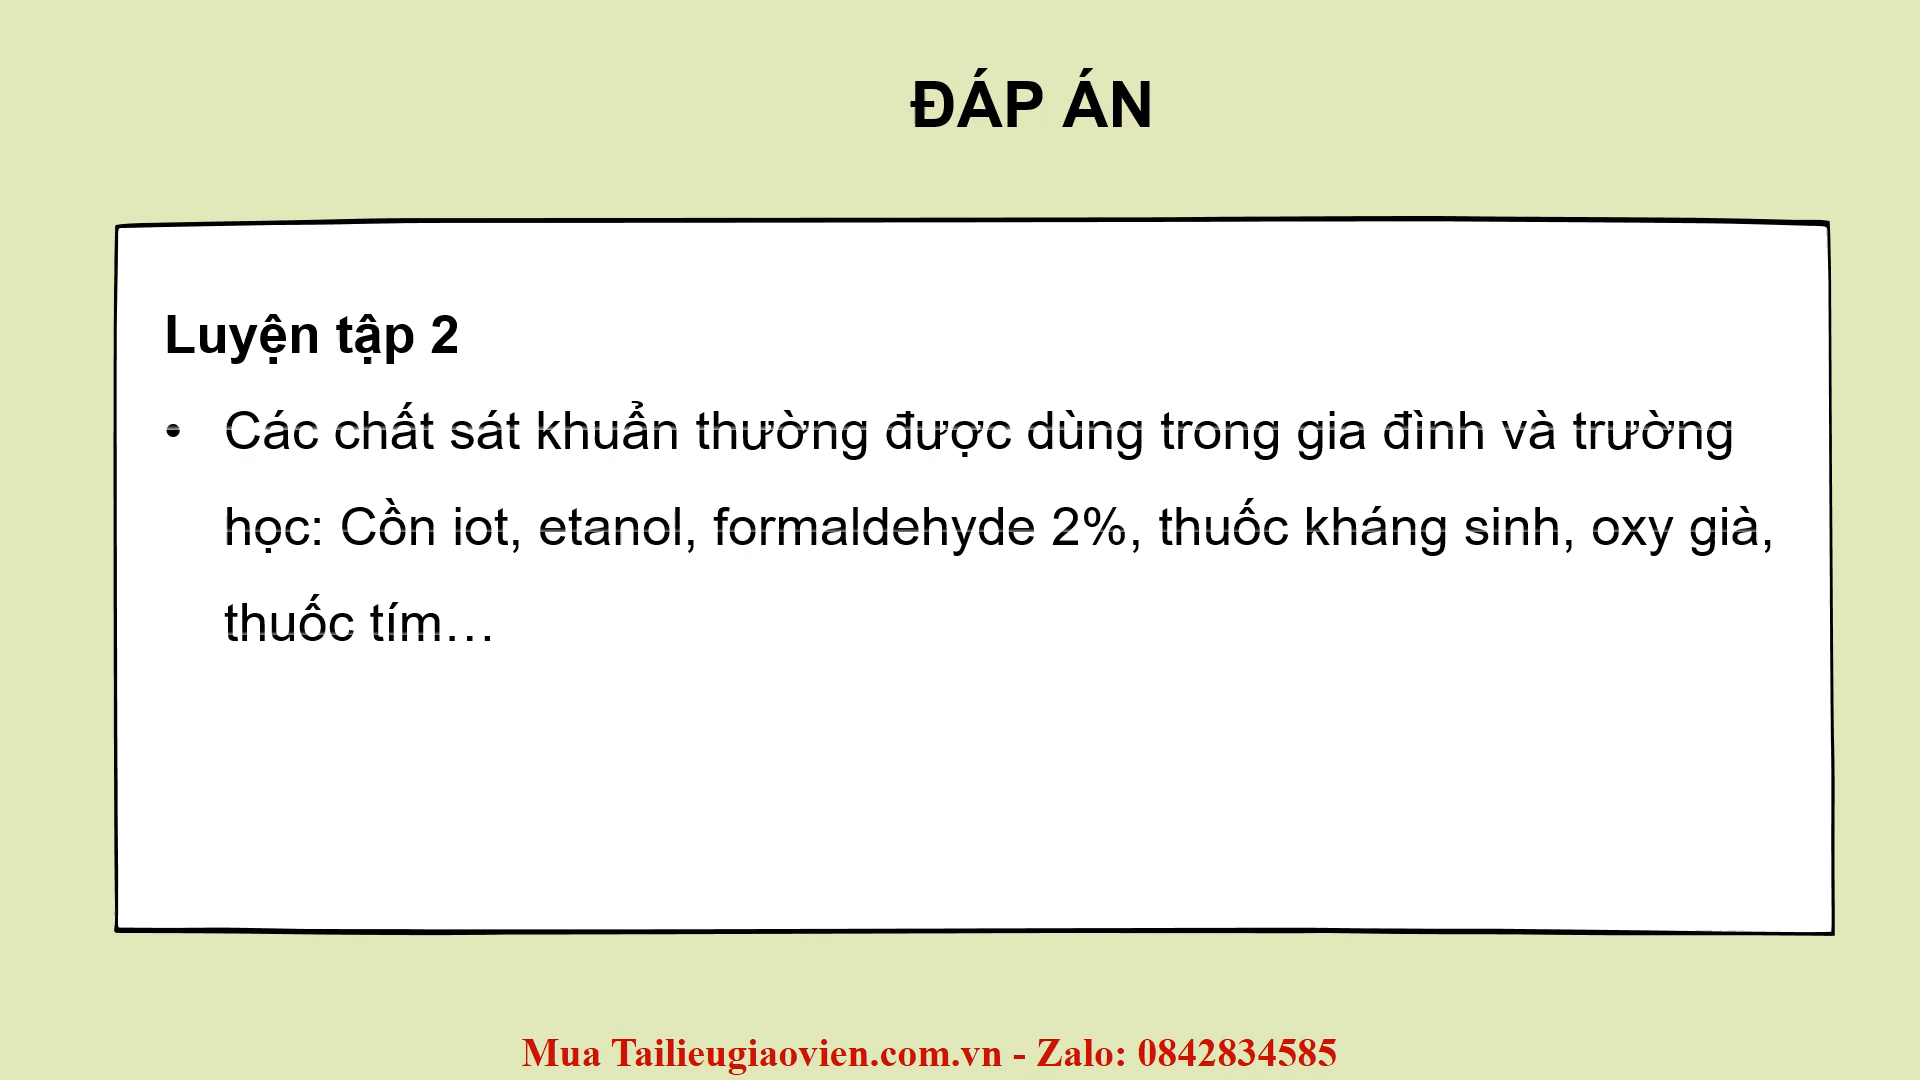 ĐÁP ÁN
Luyện tập 2
• Các chất sát khuẩn thường được dùng trong gia đình và trường
học: Cồn iot, etanol, formaldehyde 2%, thuốc kháng sinh, oxy già,
thuốc tím…
Mua Tailieugiaovien.com.vn - Zalo: 0842834585